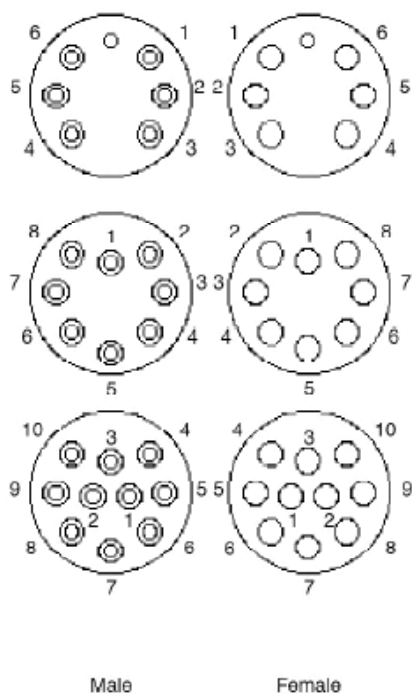 6 1 1 6
5 2 2 5
4 3 3 4
8 1 2 2 1 8
7 3 3 7
6 4 4 6
5 5
10 3 4 4 3 10
9 5 5 9
2 1 1 2
8 6 6 8
7 7
Male Female